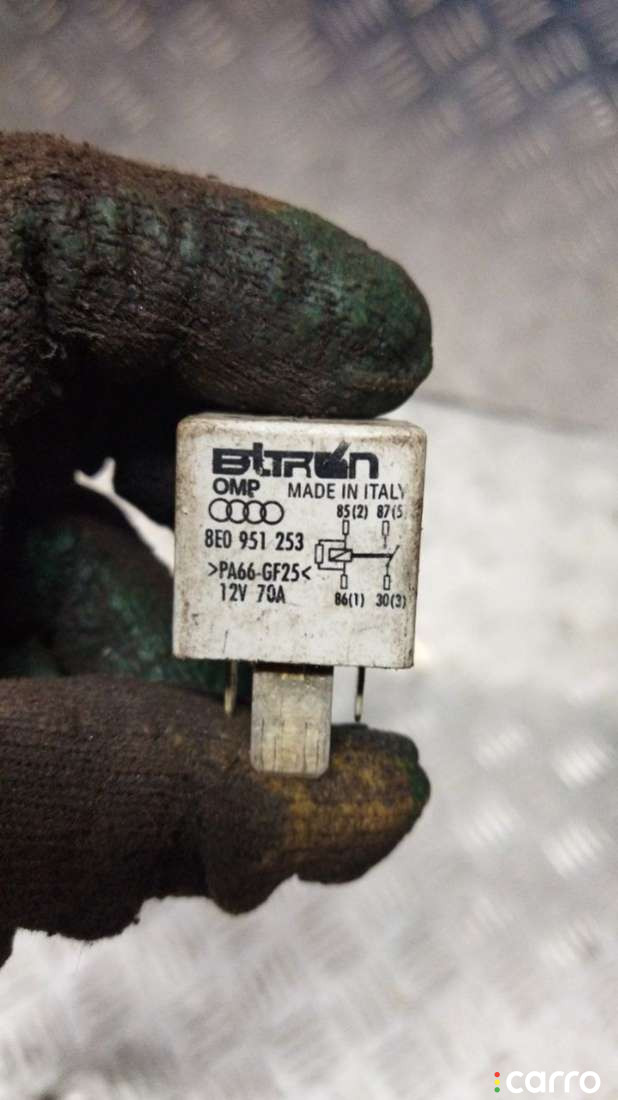 BITRON
OMP MADE IN ITALY
85(2) 87(5
8E0 951 253
>PA66-GF25<
12V 70A
86(1) 30(3)
carro